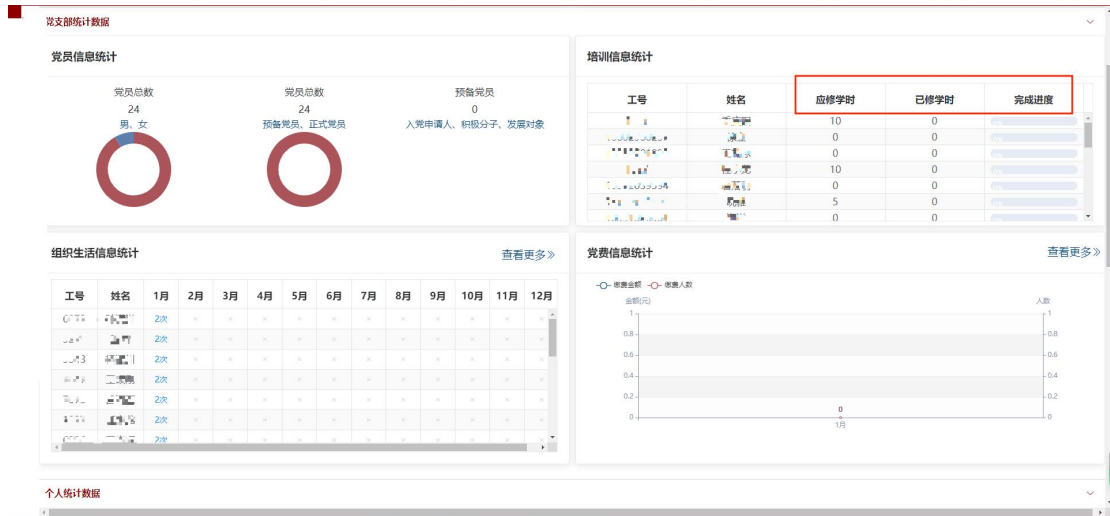 党支部统计数据
党员信息统计
党员总数
24
男、女
党员总数
24
预备党员、正式党员
预备党员
0
入党申请人、积极分子、发展对象
培训信息统计
工号 姓名 应修学时 已修学时 完成进度
10 0
0 0
0 0
10 0
0 0
5 0
0 0
组织生活信息统计 查看更多》
工号 姓名 1月 2月 3月 4月 5月 6月 7月 8月 9月 10月 11月 12月
2次 × × × × × × × × × × ×
2次 × × × × × × × × × × ×
2次 × × × × × × × × × × ×
2次 × × × × × × × × × × ×
2次 × × × × × × × × × × ×
2次 × × × × × × × × × × ×
2次 × × × × × × × × × × ×
党费信息统计 查看更多》
缴费金额 缴费人数
金额(元) 人数
1 1
0.8 0.8
0.6 0.6
0.4 0.4
0.2 0.2
0
0 0
1月
个人统计数据